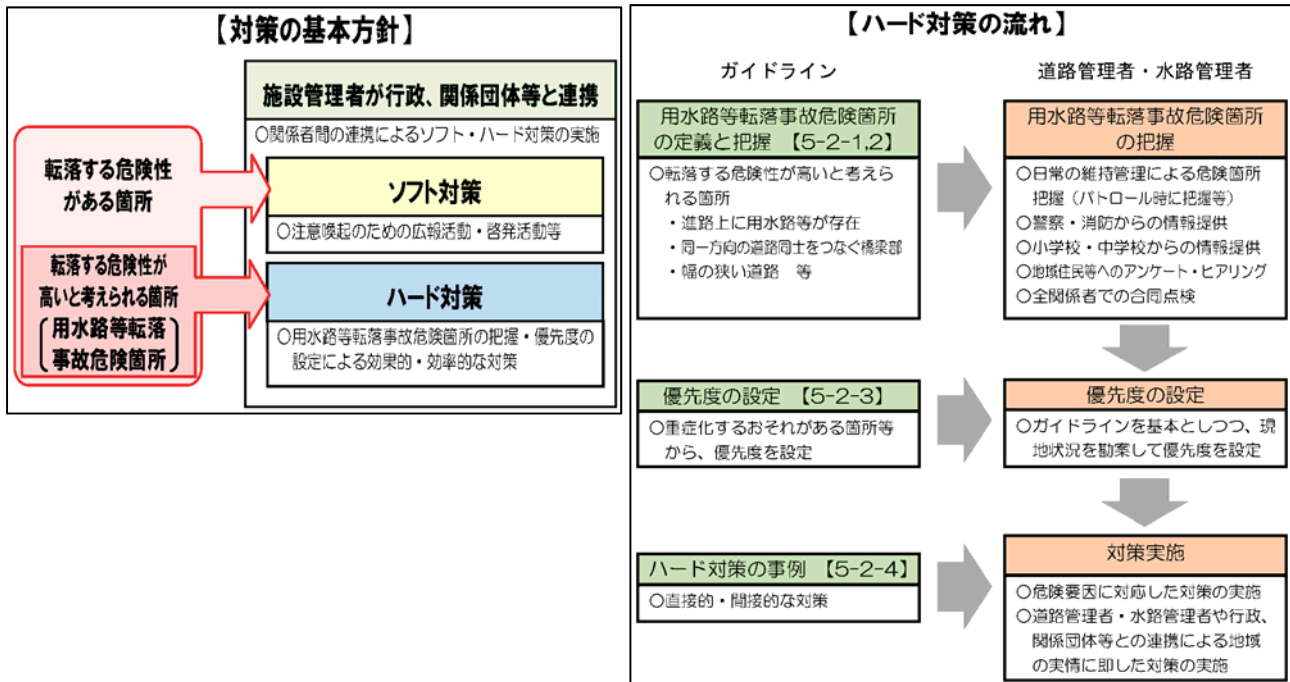 【対策の基本方針】
施設管理者が行政、関係団体等と連携
○関係者間の連携によるソフト・ハード対策の実施
転落する危険性
がある箇所
ソフト対策
○注意喚起のための広報活動・啓発活動等
転落する危険性が
高いと考えられる箇所
用水路等転落
事故危険箇所
ハード対策
○用水路等転落事故危険箇所の把握・優先度の
設定による効果的・効率的な対策
【ハード対策の流れ】
ガイドライン
道路管理者・水路管理者
用水路等転落事故危険箇所
の定義と把握 【5-2-1,2】
○転落する危険性が高いと考えら
れる箇所
・進路上に用水路等が存在
・同一方向の道路同士をつなぐ橋梁部
・幅の狭い道路 等
用水路等転落事故危険箇所
の把握
○日常の維持管理による危険箇所
把握（パトロール時に把握等）
○警察・消防からの情報提供
○小学校・中学校からの情報提供
○地域住民等へのアンケート・ヒアリング
○全関係者での合同点検
優先度の設定 【5-2-3】
○重症化するおそれがある箇所等
から、優先度を設定
優先度の設定
○ガイドラインを基本としつつ、現
地状況を勘案して優先度を設定
ハード対策の事例 【5-2-4】
○直接的・間接的な対策
対策実施
○危険要因に対応した対策の実施
○道路管理者・水路管理者や行政、
関係団体等との連携による地域
の実情に即した対策の実施